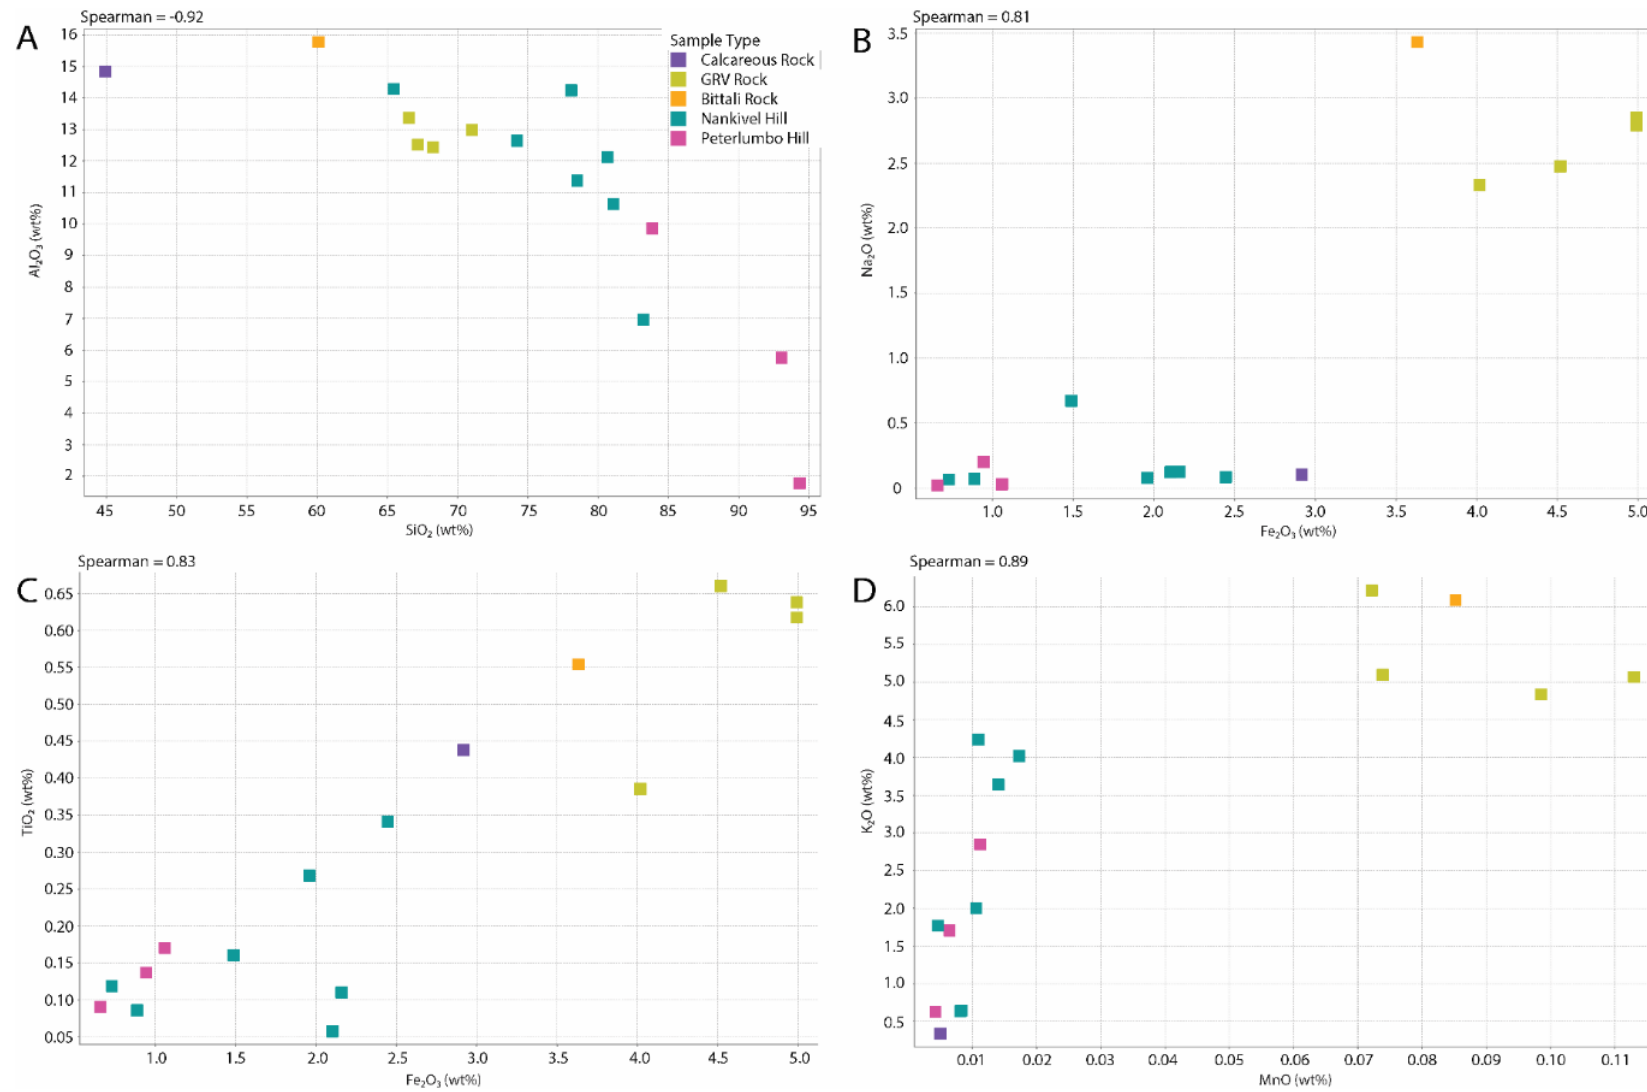 A
Spearman = -0.92
16
15
14
13
12
11
10
9
8
7
6
5
4
3
2
Al₂O₃ (wt%)
45 50 55 60 65 70 75 80 85 90 95
SiO₂ (wt%)
Sample Type
Calcareous Rock
GRV Rock
Bittali Rock
Nankivel Hill
Peterlumbo Hill
B
Spearman = 0.81
3.5
3.0
2.5
2.0
1.5
1.0
0.5
0
Na₂O (wt%)
1.0 1.5 2.0 2.5 3.0 3.5 4.0 4.5 5.0
Fe₂O₃ (wt%)
C
Spearman = 0.83
0.65
0.60
0.55
0.50
0.45
0.40
0.35
0.30
0.25
0.20
0.15
0.10
0.05
TiO₂ (wt%)
1.0 1.5 2.0 2.5 3.0 3.5 4.0 4.5 5.0
Fe₂O₃ (wt%)
D
Spearman = 0.89
6.0
5.5
5.0
4.5
4.0
3.5
3.0
2.5
2.0
1.5
1.0
0.5
K₂O (wt%)
0.01 0.02 0.03 0.04 0.05 0.06 0.07 0.08 0.09 0.10 0.11
MnO (wt%)